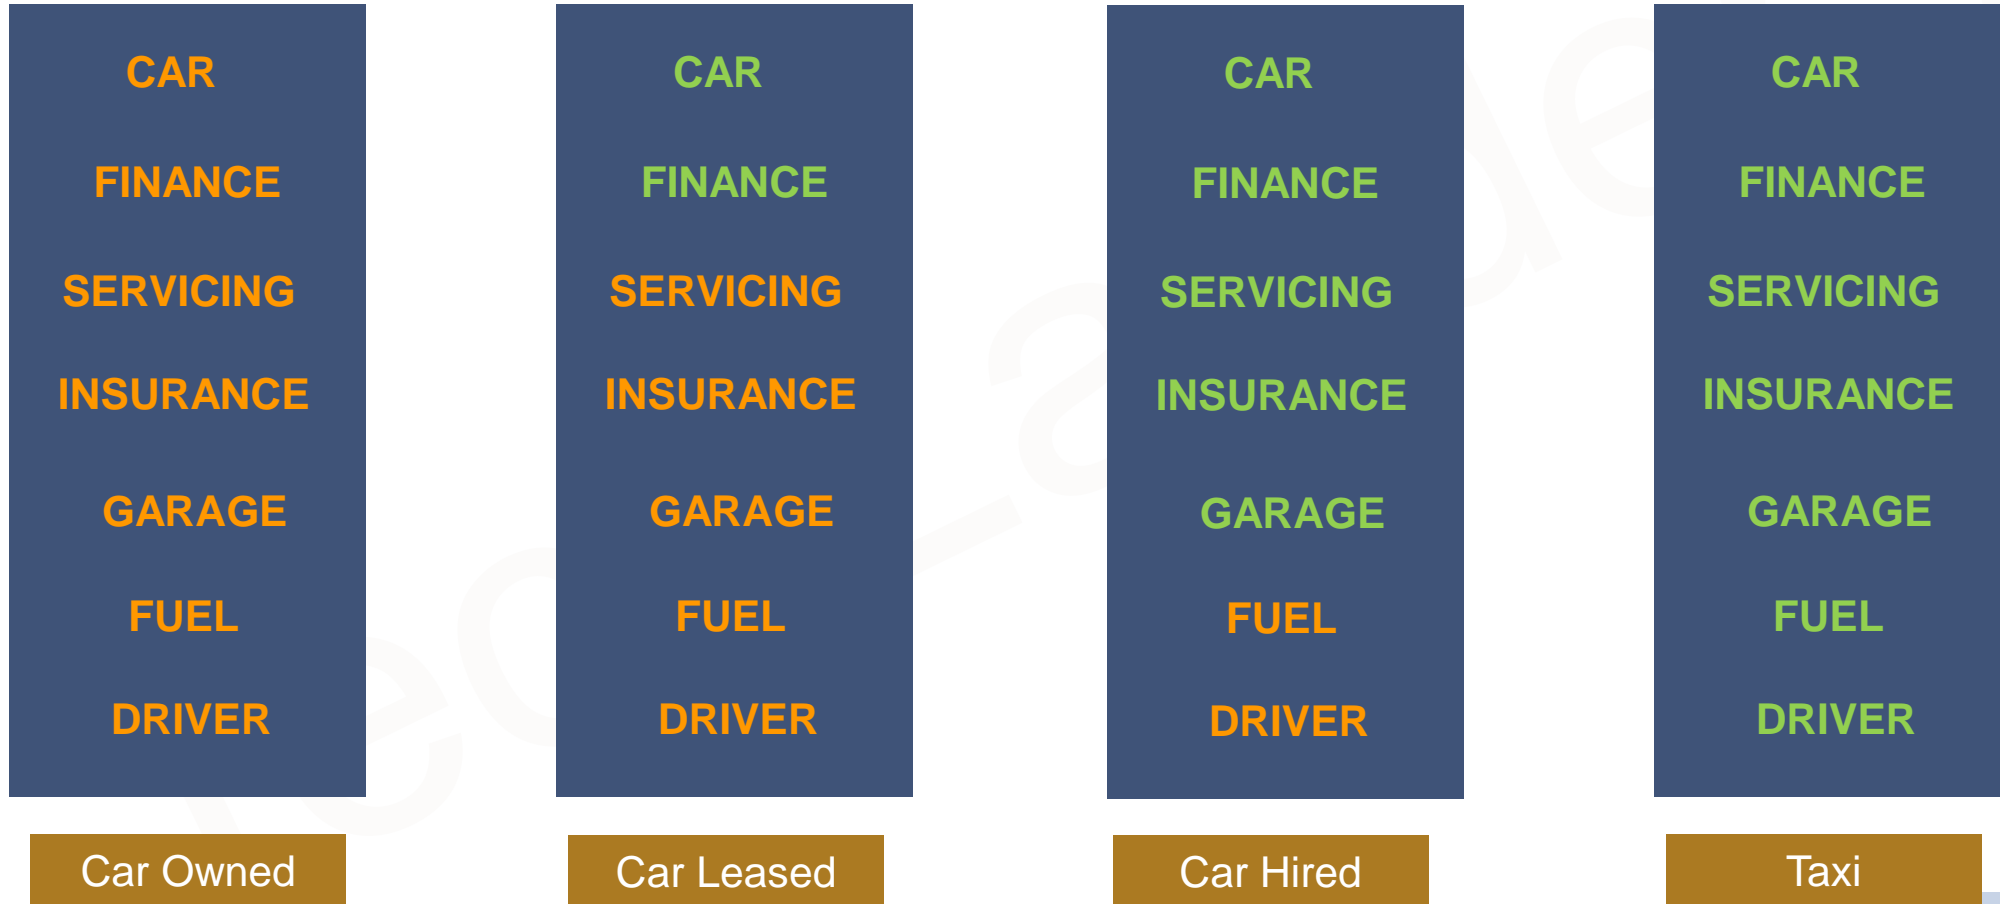 CAR
FINANCE
SERVICING
INSURANCE
GARAGE
FUEL
DRIVER
Car Owned
CAR
FINANCE
SERVICING
INSURANCE
GARAGE
FUEL
DRIVER
Car Leased
CAR
FINANCE
SERVICING
INSURANCE
GARAGE
FUEL
DRIVER
Car Hired
CAR
FINANCE
SERVICING
INSURANCE
GARAGE
FUEL
DRIVER
Taxi